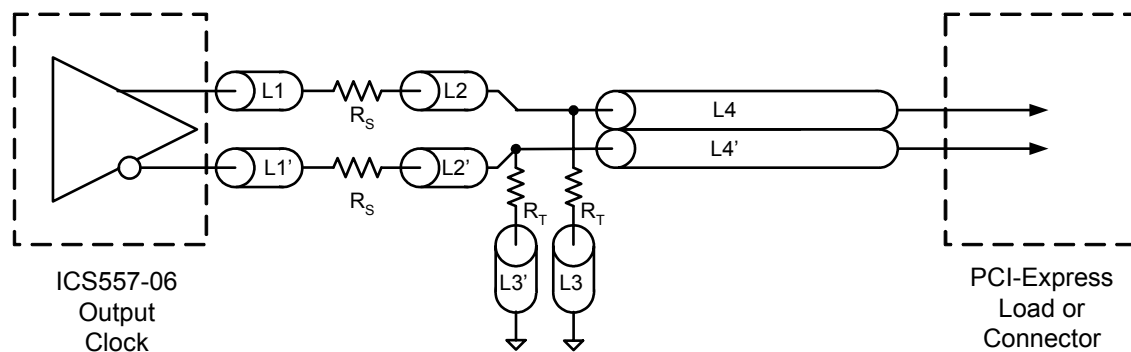 L1
R_S
L2
L4
L1’
R_S
L2’
L4’
R_T
R_T
L3’
L3
ICS557-06
Output
Clock
PCI-Express
Load or
Connector